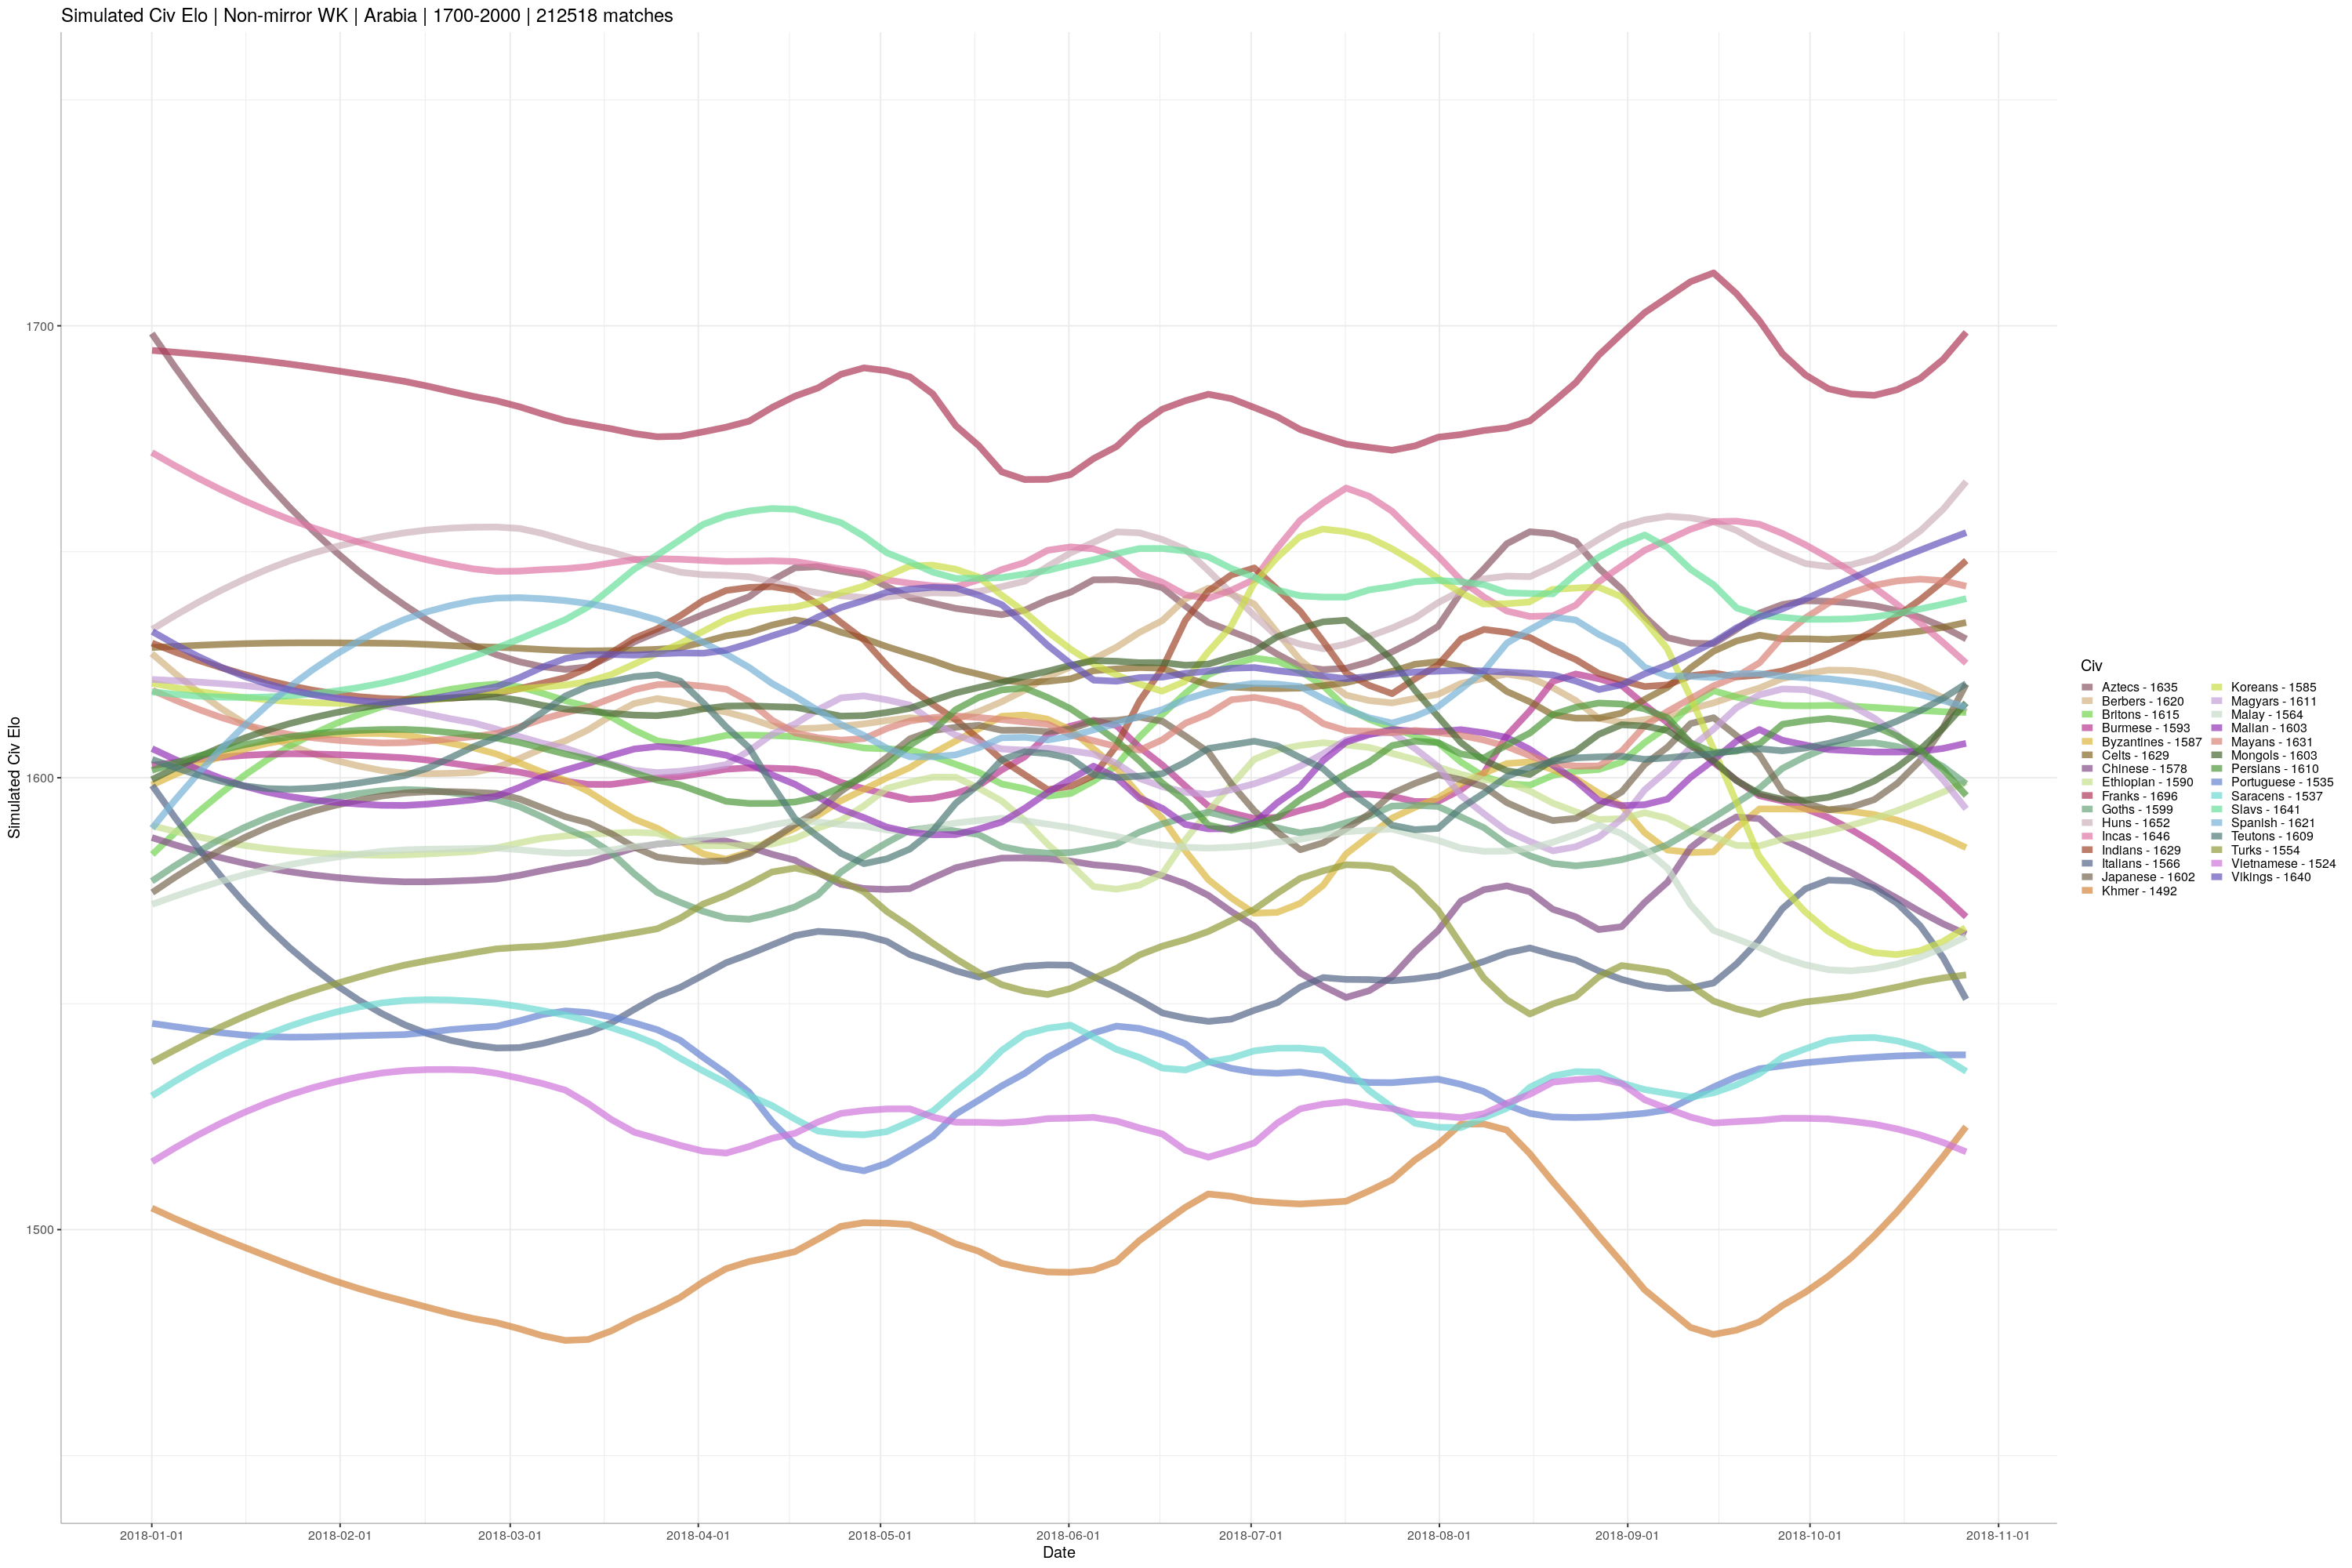 Simulated Civ Elo | Non-mirror WK | Arabia | 1700-2000 | 212518 matches
Simulated Civ Elo
1700
1600
1500
2018-01-01
2018-02-01
2018-03-01
2018-04-01
2018-05-01
2018-06-01
2018-07-01
2018-08-01
2018-09-01
2018-10-01
2018-11-01
Date
Civ
Aztecs - 1635
Berbers - 1620
Britons - 1615
Burmese - 1593
Byzantines - 1587
Celts - 1629
Chinese - 1578
Ethiopian - 1590
Franks - 1696
Goths - 1599
Huns - 1652
Incas - 1646
Indians - 1629
Italians - 1566
Japanese - 1602
Khmer - 1492
Koreans - 1585
Magyars - 1611
Malay - 1564
Malian - 1603
Mayans - 1631
Mongols - 1603
Persians - 1610
Portuguese - 1535
Saracens - 1537
Slavs - 1641
Spanish - 1621
Teutons - 1609
Turks - 1554
Vietnamese - 1524
Vikings - 1640